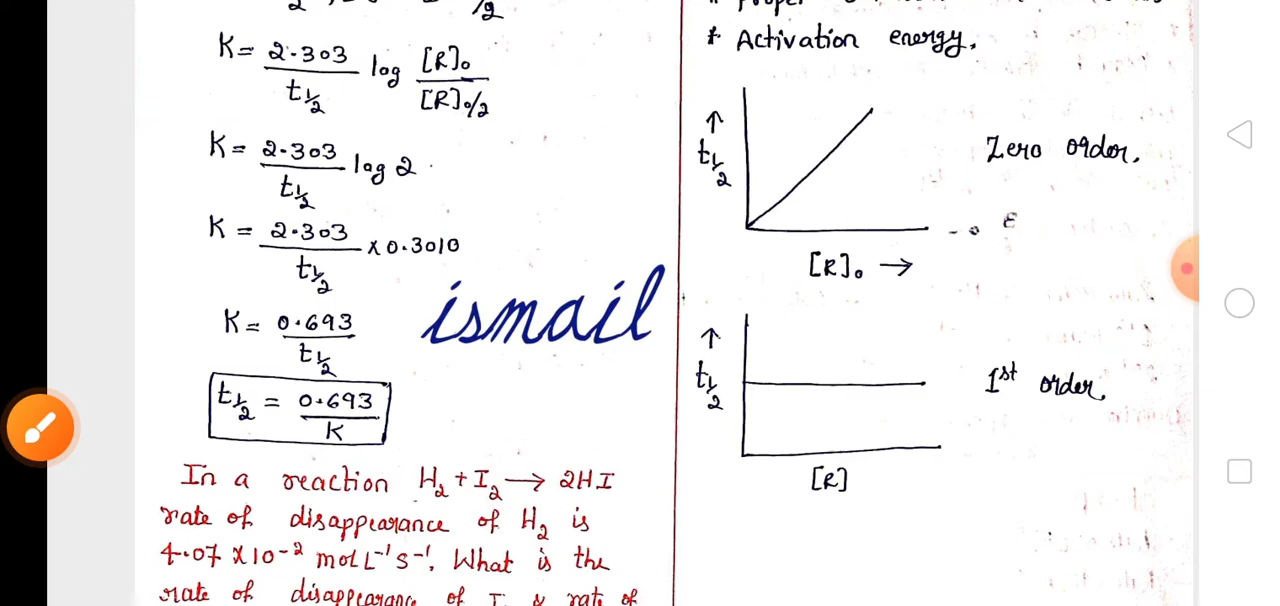 K = 2.303 / t1/2 log [R]₀ / [R]₀/2
K = 2.303 / t1/2 log 2
K = 2.303 / t1/2 x 0.3010
K = 0.693 / t1/2
t1/2 = 0.693 / K
ismail
In a reaction H₂ + I₂ → 2HI
rate of disappearance of H₂ is
4.07 x 10⁻² mol L⁻¹ s⁻¹. What is the
rate of disappearance of & rate of
* Activation energy.
↑
t1/2
Zero order.
[R]₀ →
↑
t1/2
1st order.
[R]